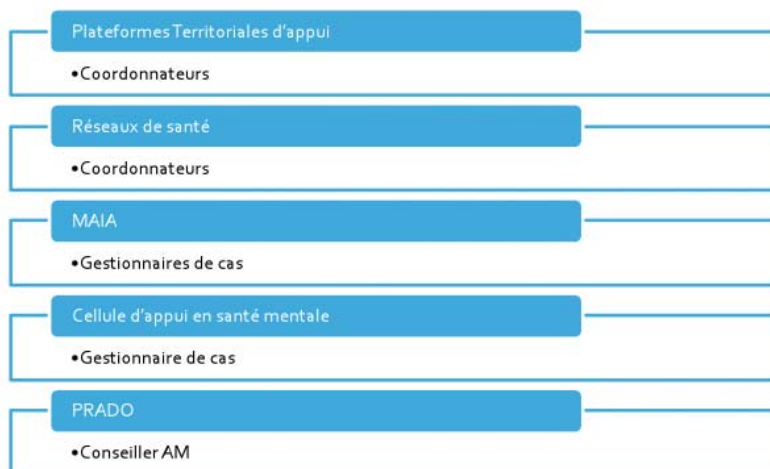 Plateformes Territoriales d'appui
•Coordonnateurs
Réseaux de santé
•Coordonnateurs
MAIA
•Gestionnaires de cas
Cellule d'appui en santé mentale
•Gestionnaire de cas
PRADO
•Conseiller AM